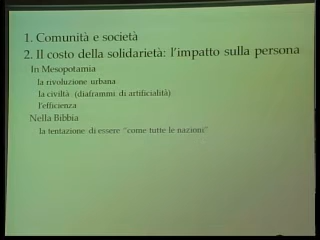 1. Comunità e società
2. Il costo della solidarietà: l'impatto sulla persona
In Mesopotamia
la rivoluzione urbana
la civiltà (diaframmi di artificialità)
l'efficienza
Nella Bibbia
la tentazione di essere "come tutte le nazioni"